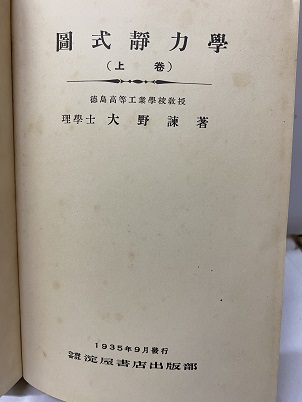 圖式靜力學
（上卷）
德島高等工業學校敎授
理學士 大野諫著
1935年9月發行
淀屋書店出版部